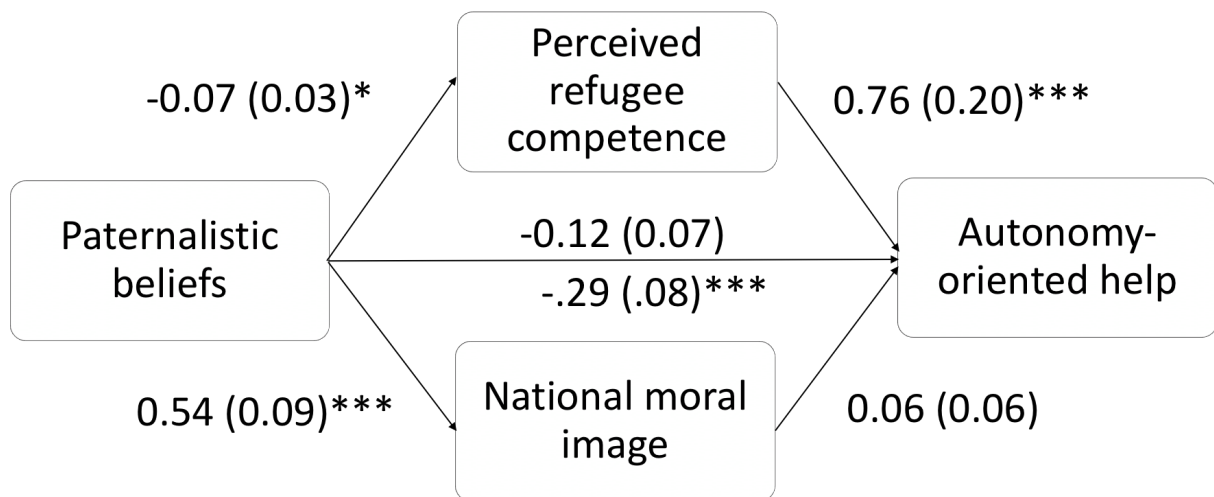 Perceived
refugee
competence
-0.07 (0.03)*
0.76 (0.20)***
Paternalistic
beliefs
-0.12 (0.07)
-.29 (.08)***
Autonomy-
oriented help
0.54 (0.09)***
National moral
image
0.06 (0.06)